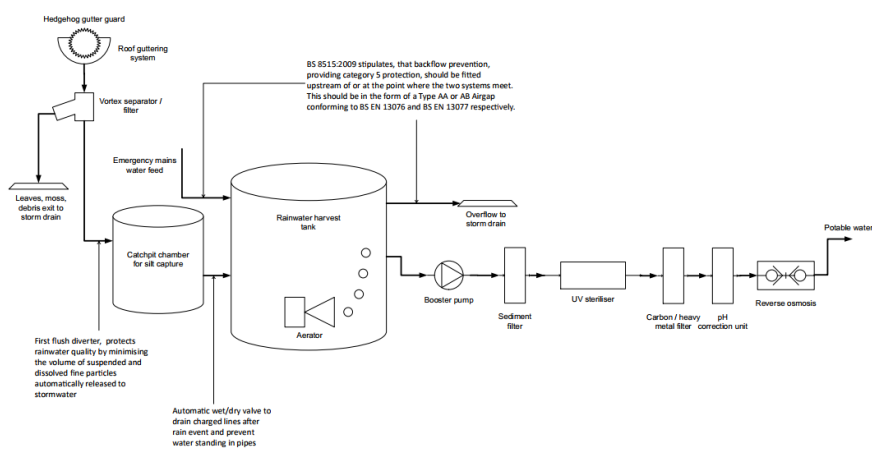 Hedgehog gutter guard
Roof guttering
system
BS 8515:2009 stipulates, that backflow prevention,
providing category 5 protection, should be fitted
upstream of or at the point where the two systems meet.
This should be in the form of a Type AA or AB Airgap
conforming to BS EN 13076 and BS EN 13077 respectively.
Vortex separator /
filter
Emergency mains
water feed
Leaves, moss,
debris exit to
storm drain
Rainwater harvest
tank
Overflow to
storm drain
Potable water
Catchpit chamber
for silt capture
Booster pump
Sediment
filter
UV steriliser
Carbon / heavy
metal filter
pH
correction unit
Reverse osmosis
Aerator
First flush diverter, protects
rainwater quality by minimising
the volume of suspended and
dissolved fine particles
automatically released to
stormwater
Automatic wet/dry valve to
drain charged lines after
rain event and prevent
water standing in pipes